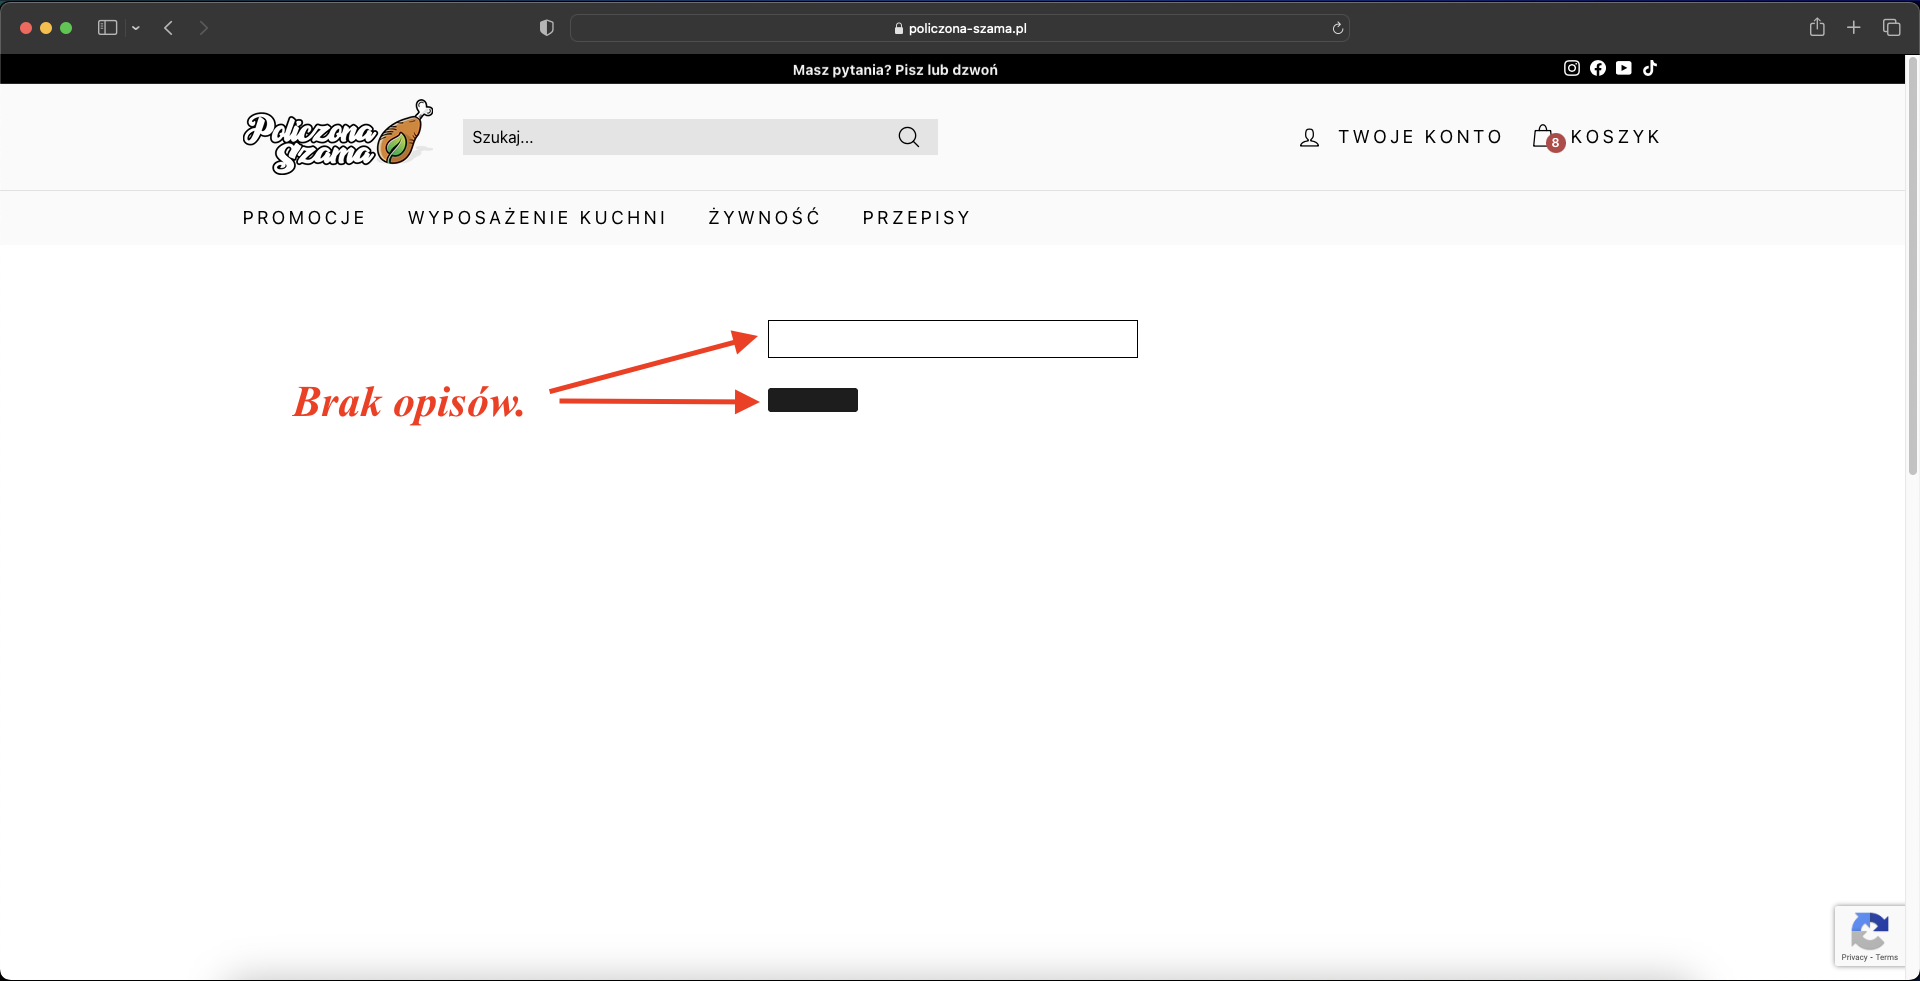 policzona-szama.pl
Masz pytania? Pisz lub dzwoń
Policzona
Szama
Szukaj...
TWOJE KONTO
8
KOSZYK
PROMOCJE
WYPOSAŻENIE KUCHNI
ŻYWNOŚĆ
PRZEPISY
Brak opisów.
Privacy - Terms